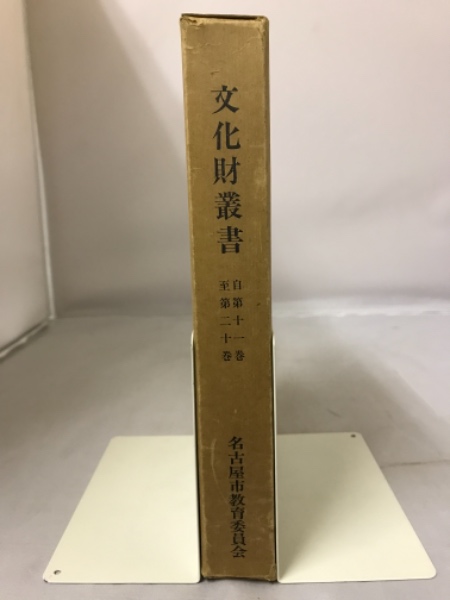 文化財叢書
自第十一巻
至第二十巻
名古屋市教育委員会